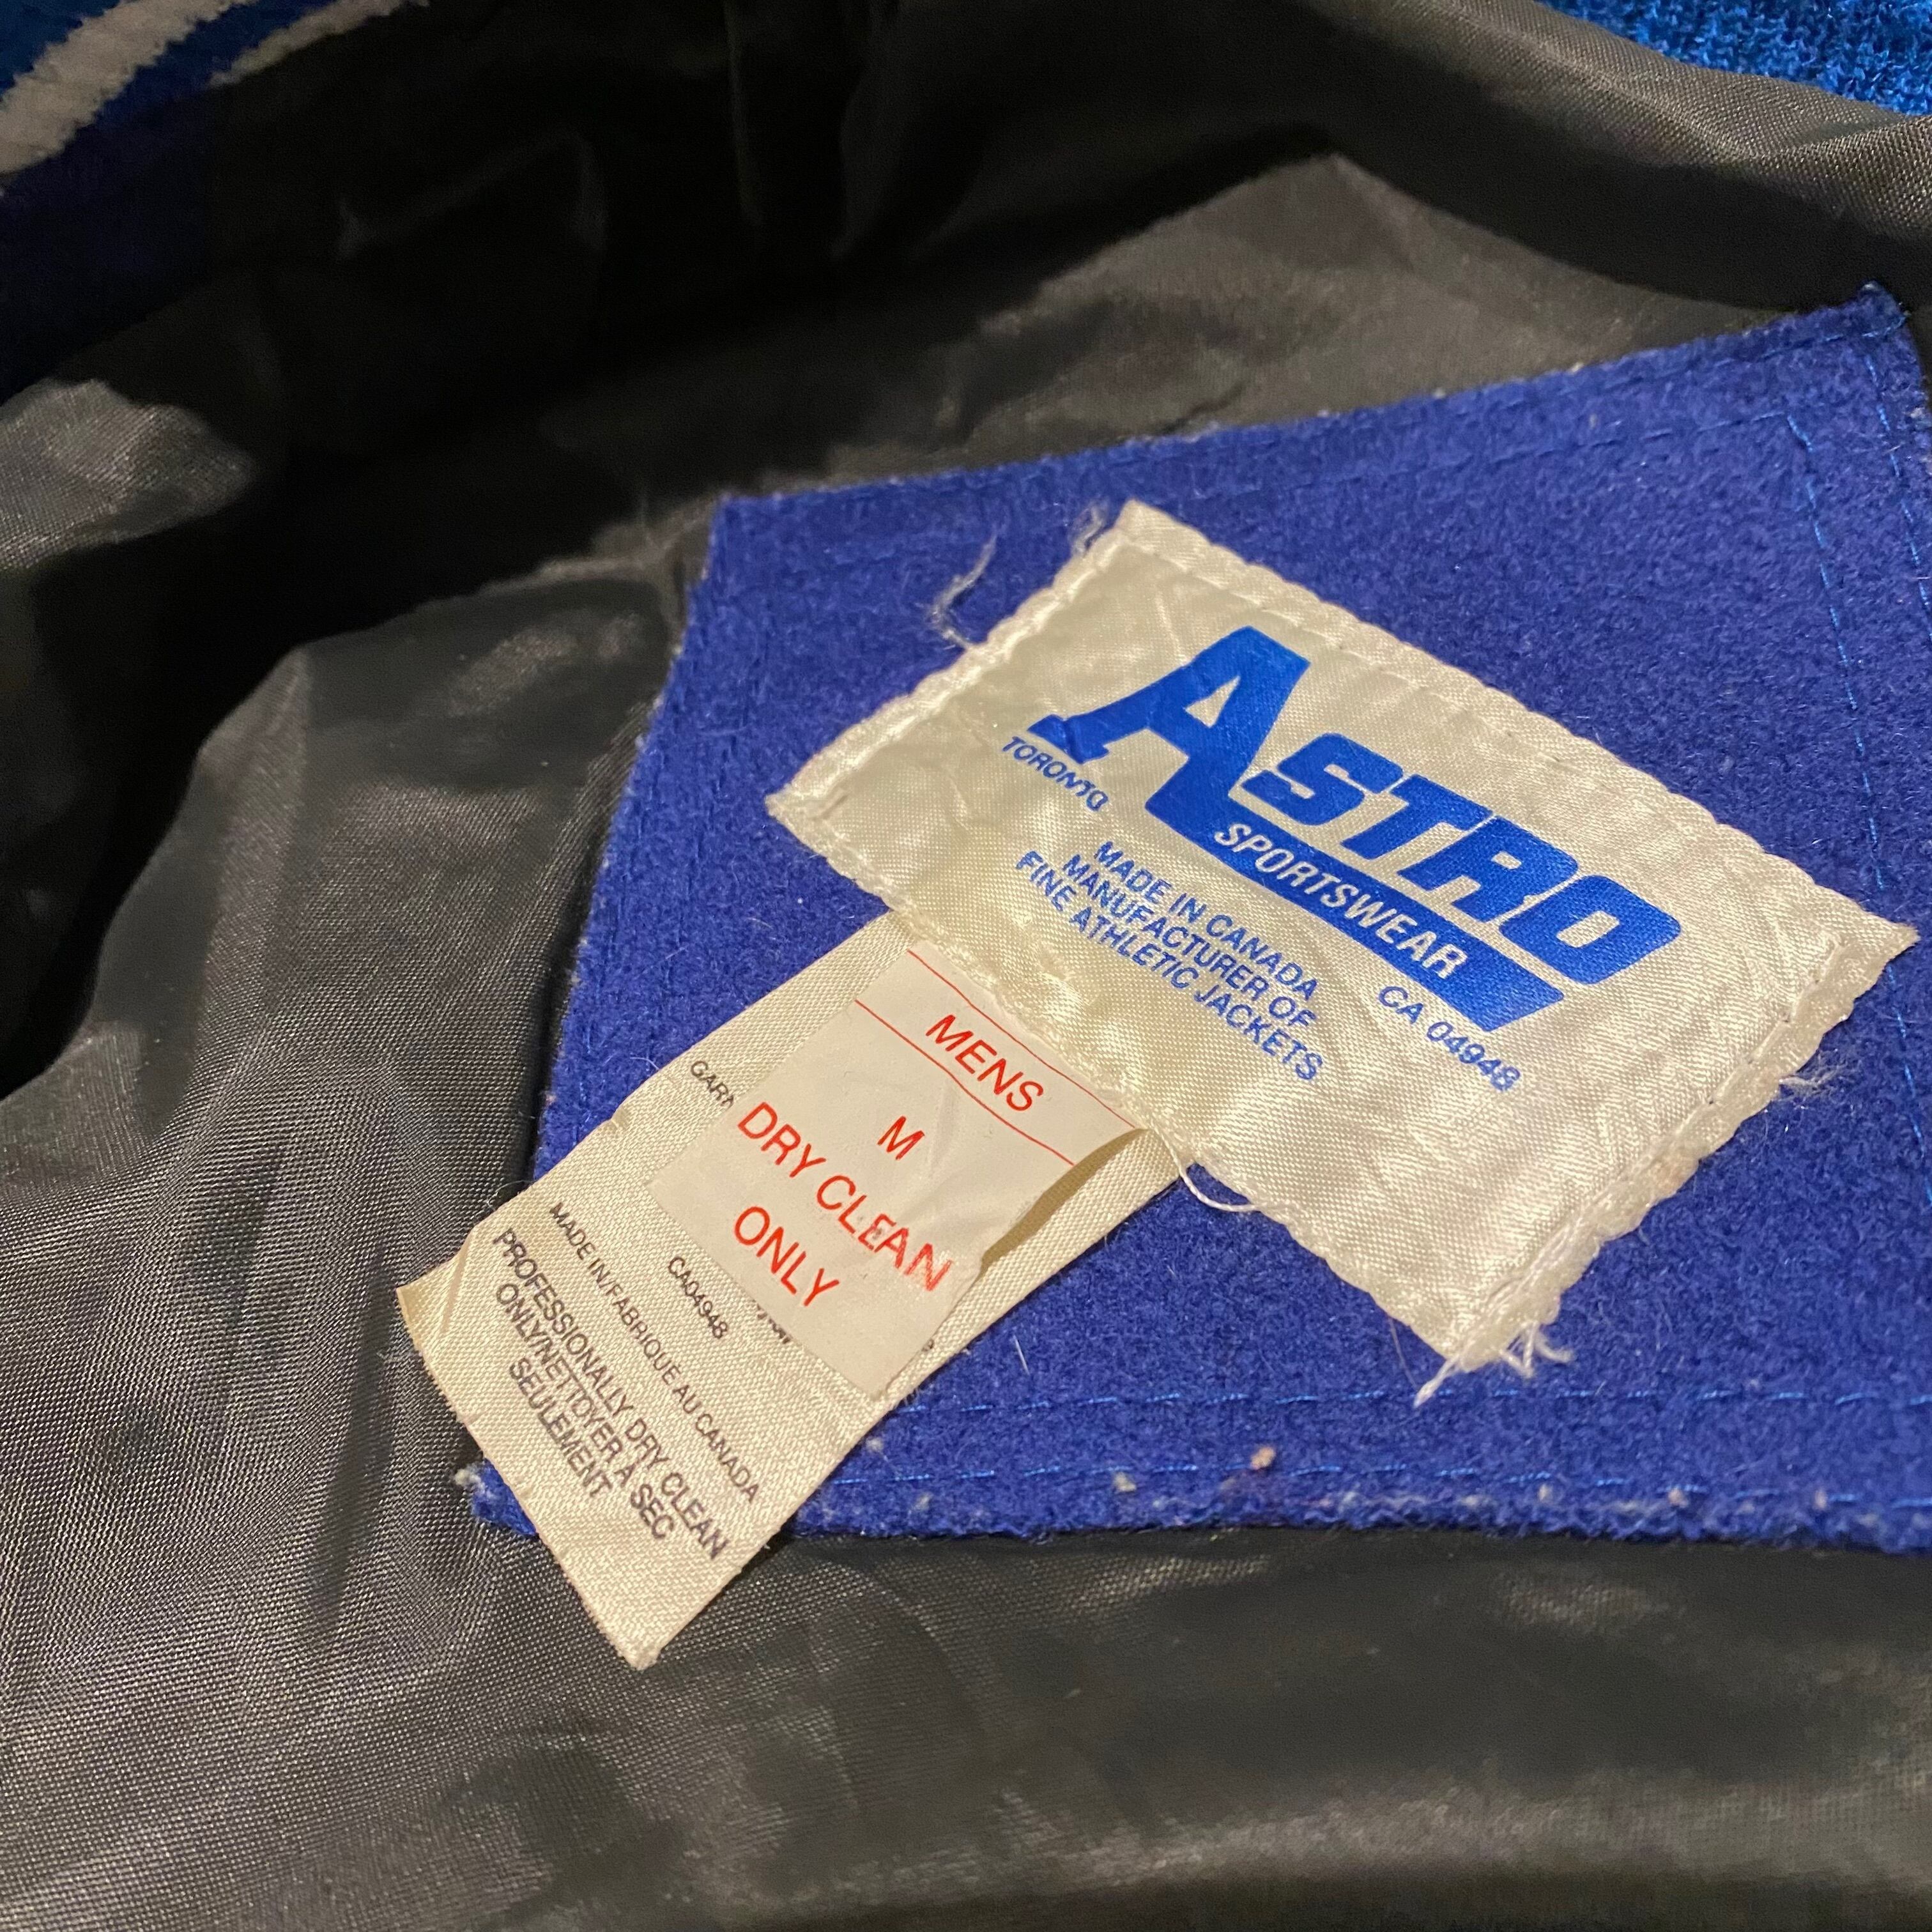 ASTRO
SPORTSWEAR
TORONTO
MADE IN CANADA
MANUFACTURER OF
FINE ATHLETIC JACKETS
CA 04948
MENS
M
DRY CLEAN
ONLY
CA04948
MADE IN/FABRIQUÉ AU CANADA
PROFESSIONALLY DRY CLEAN
ONLY/NETTOYER A SEC
SEULEMENT